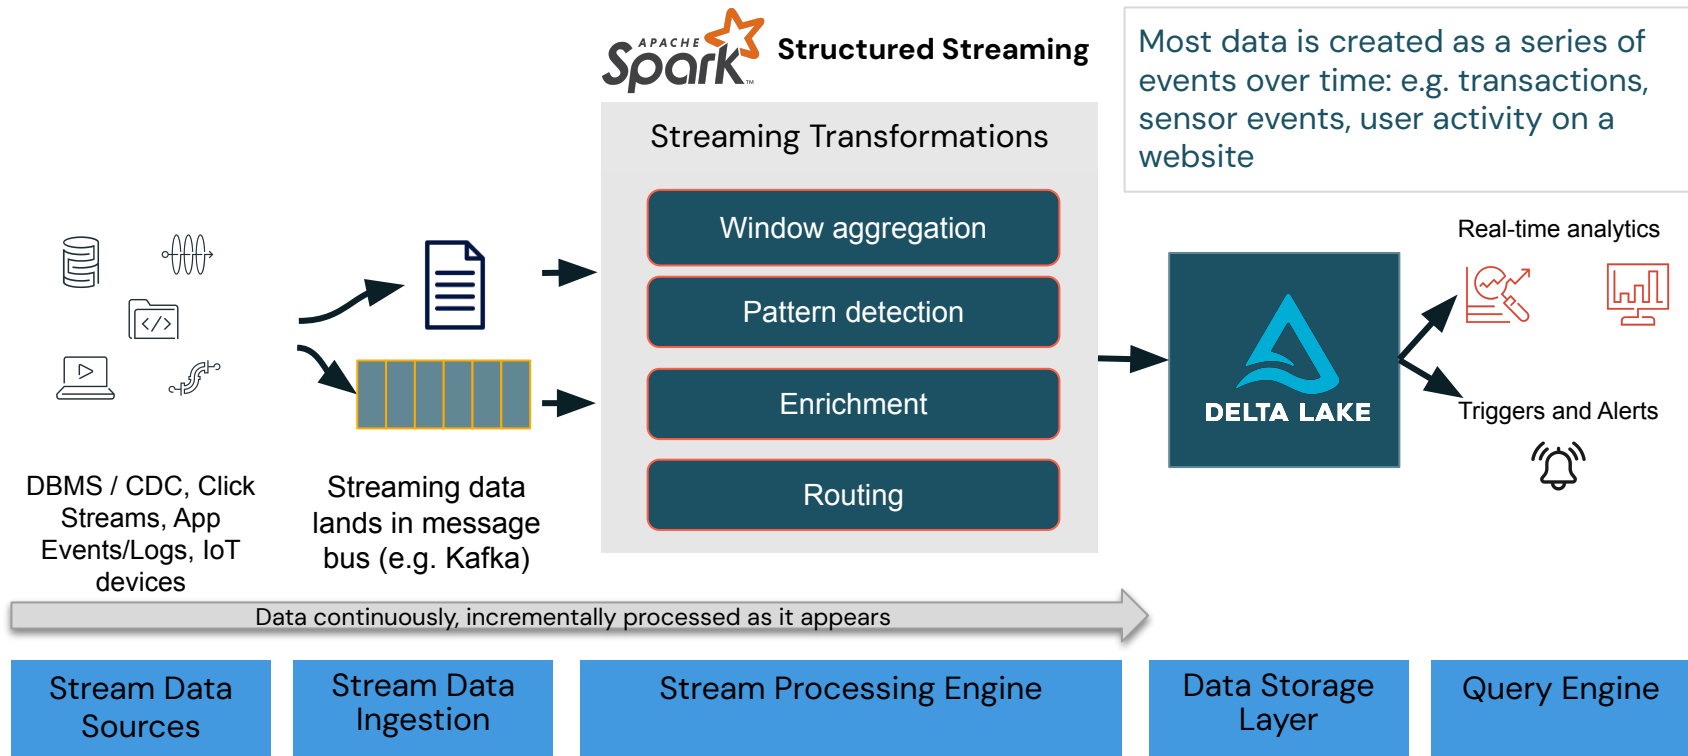 APACHE
Spark™
Structured Streaming
Most data is created as a series of
events over time: e.g. transactions,
sensor events, user activity on a
website
Streaming Transformations
Window aggregation
Pattern detection
Enrichment
Routing
</>
DBMS / CDC, Click
Streams, App
Events/Logs, IoT
devices
Streaming data
lands in message
bus (e.g. Kafka)
DELTA LAKE
Real-time analytics
Triggers and Alerts
Data continuously, incrementally processed as it appears
Stream Data
Sources
Stream Data
Ingestion
Stream Processing Engine
Data Storage
Layer
Query Engine